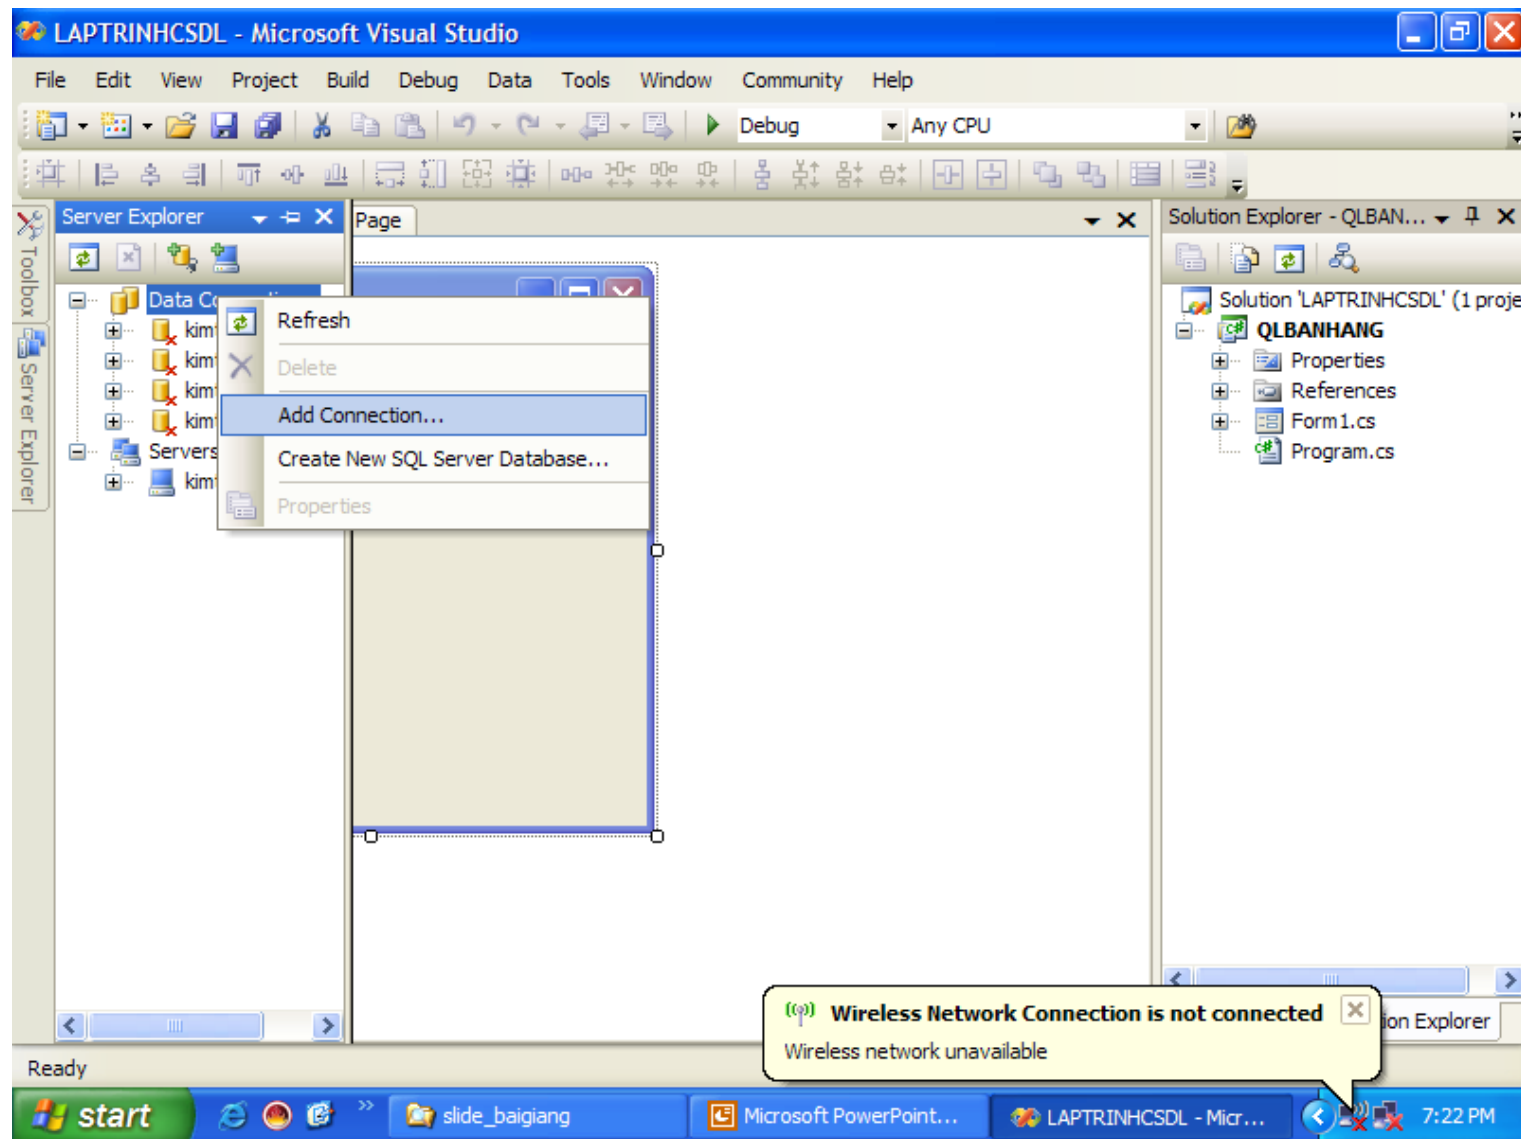 LAPTRINHCSDL - Microsoft Visual Studio
File Edit View Project Build Debug Data Tools Window Community Help
Debug Any CPU
Toolbox
Server Explorer
Server Explorer
Data
kim
kim
kim
kim
Servers
kim
Refresh
Delete
Add Connection...
Create New SQL Server Database...
Properties
Page
Solution Explorer - QLBAN...
Solution 'LAPTRINHCSDL' (1 proje
QLBANHANG
Properties
References
Form1.cs
Program.cs
ion Explorer
Wireless Network Connection is not connected
Wireless network unavailable
Ready
start slide_baigiang Microsoft PowerPoint... LAPTRINHCSDL - Micr... 7:22 PM